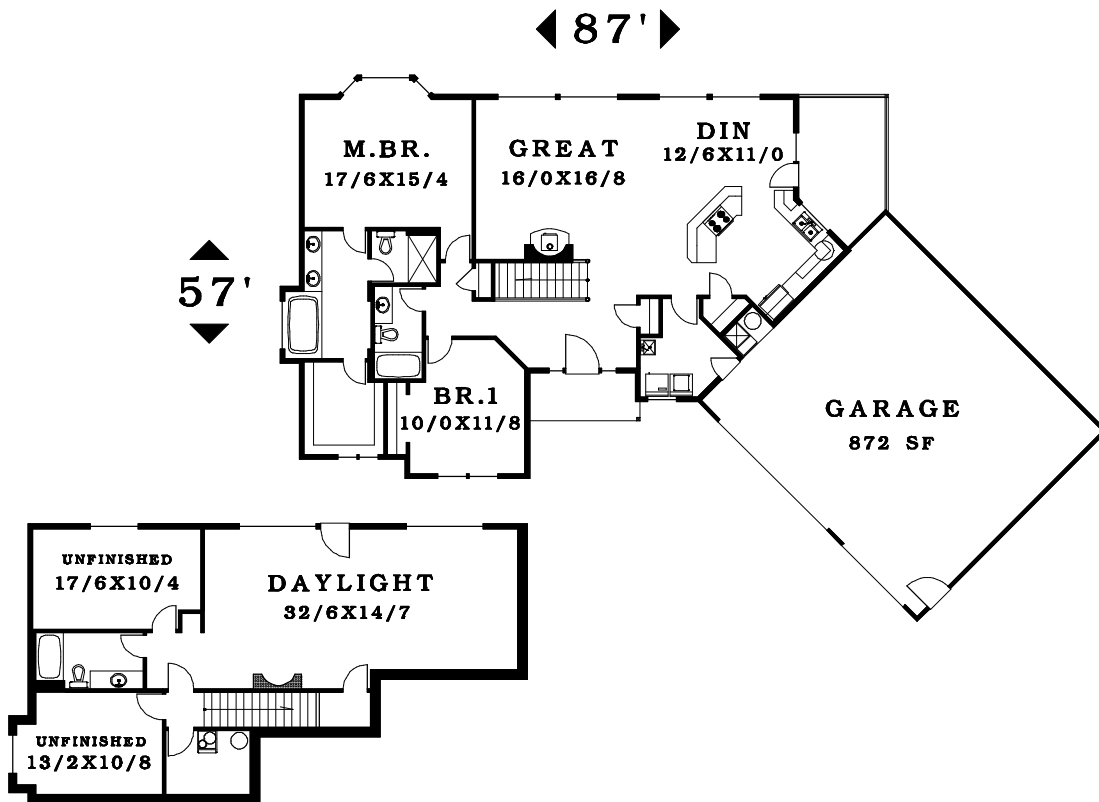 87'
M.BR.
17/6X15/4
GREAT
16/0X16/8
DIN
12/6X11/0
57'
BR.1
10/0X11/8
GARAGE
872 SF
UNFINISHED
17/6X10/4
DAYLIGHT
32/6X14/7
UNFINISHED
13/2X10/8